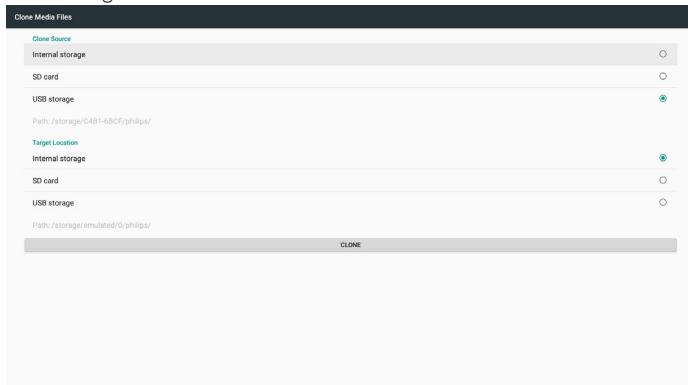 Clone Media Files
Clone Source
Internal storage
SD card
USB storage
Path: /storage/C4B1-6BCF/philips/
Target Location
Internal storage
SD card
USB storage
Path: /storage/emulated/0/philips/
CLONE